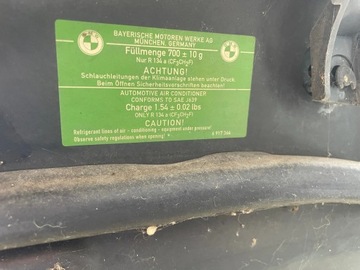 BAYERISCHE MOTOREN WERKE AG
MÜNCHEN, GERMANY
Füllmenge 700 ± 10 g
Nur R 134 a (CF₃CH₂F)
ACHTUNG!
Schlauchleitungen der Klimaanlage stehen unter Druck.
Beim Öffnen Sicherheitsvorschriften beachten!
AUTOMOTIVE AIR CONDITIONER
CONFORMS TO SAE J639
Charge 1.54 ± 0.02 lbs
ONLY R 134 a (CF₃CH₂F)
CAUTION!
Refrigerant lines of air - conditioning - equipment under pressure!
Observe safety regulations when opening!